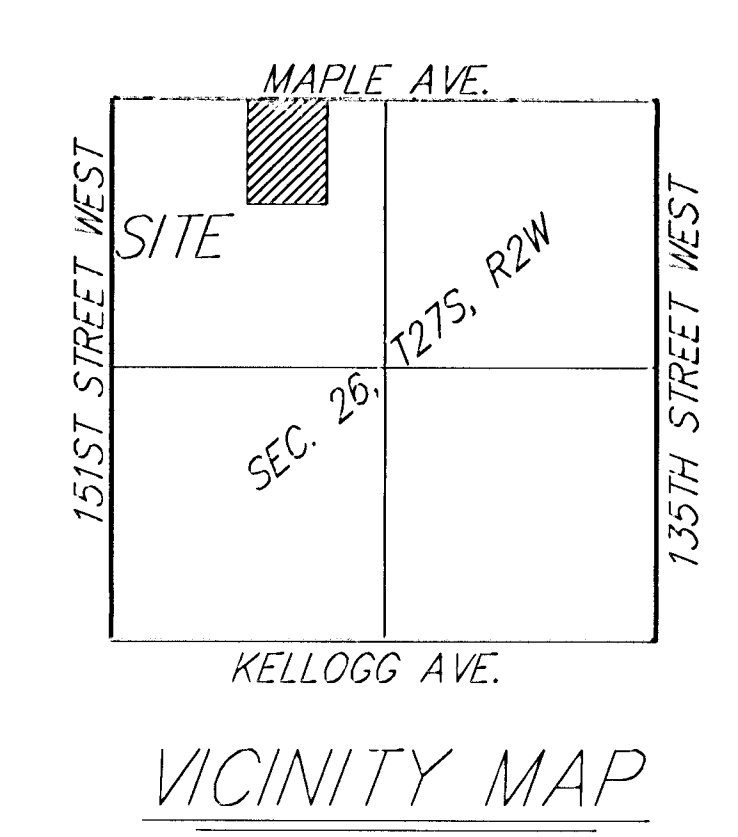 MAPLE AVE.
151ST STREET WEST
SITE
135TH STREET WEST
SEC. 26, T27S, R2W
KELLOGG AVE.
VICINITY MAP